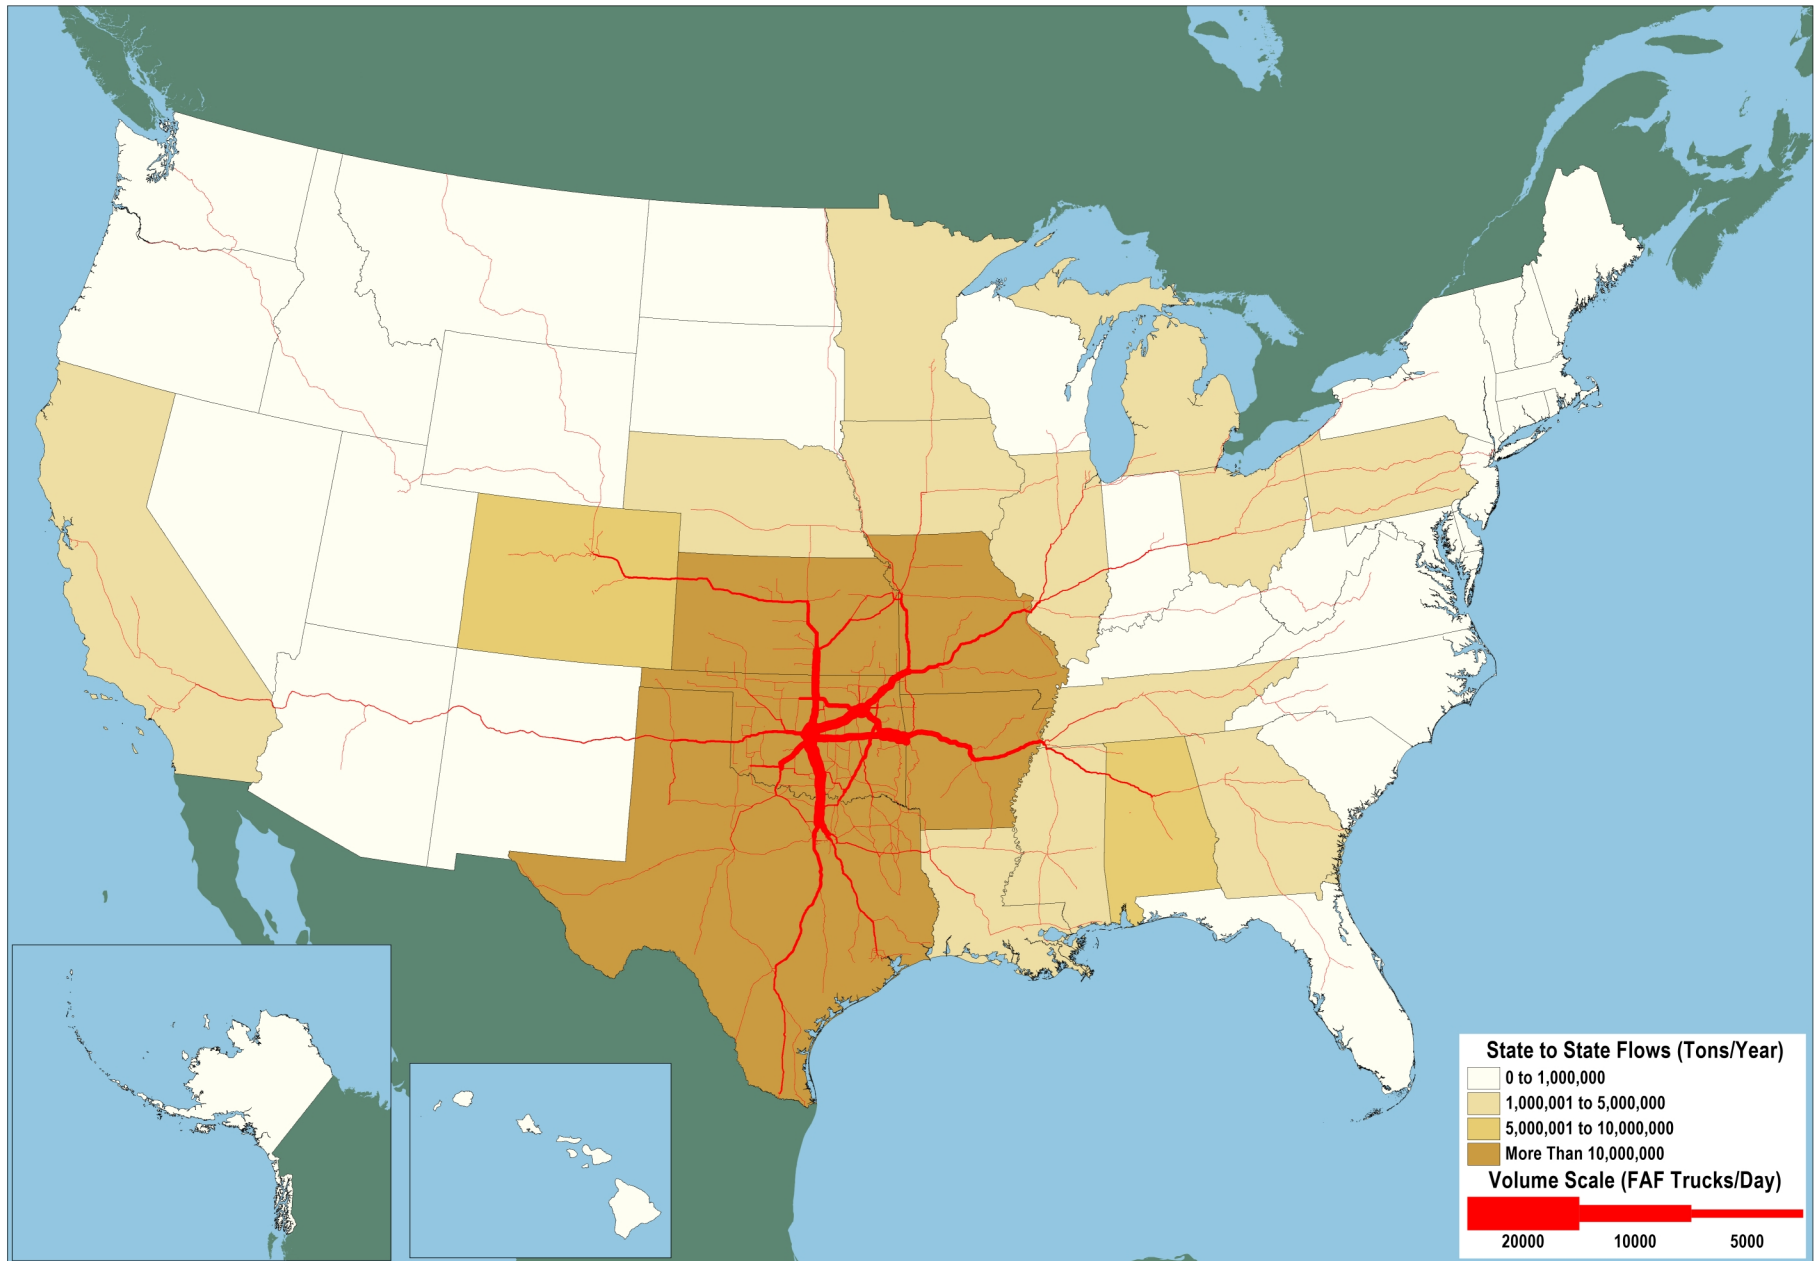 State to State Flows (Tons/Year)
0 to 1,000,000
1,000,001 to 5,000,000
5,000,001 to 10,000,000
More Than 10,000,000
Volume Scale (FAF Trucks/Day)
20000 10000 5000